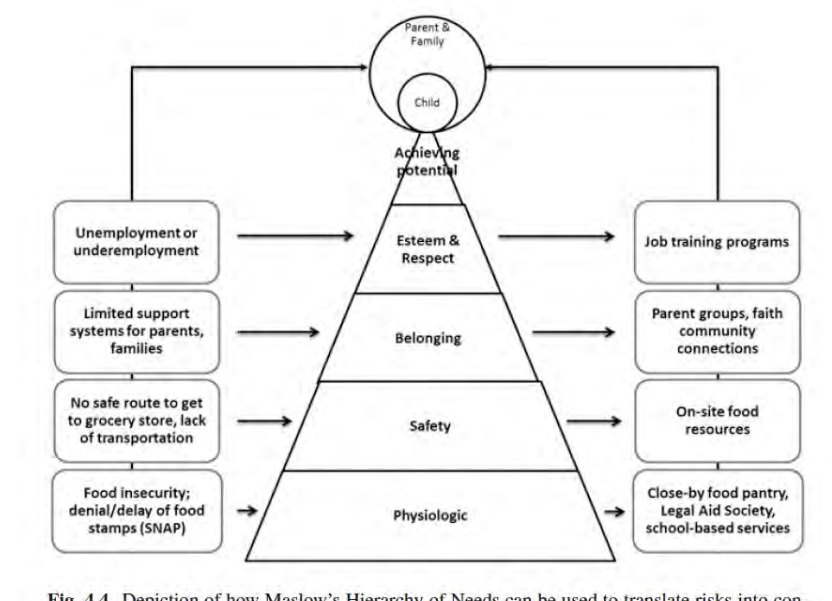 Parent &
Family
Child
Achieving
potential
Unemployment or
underemployment
Esteem &
Respect
Job training programs
Limited support
systems for parents,
families
Belonging
Parent groups, faith
community
connections
No safe route to get
to grocery store, lack
of transportation
Safety
On-site food
resources
Food insecurity;
denial/delay of food
stamps (SNAP)
Physiologic
Close-by food pantry,
Legal Aid Society,
school-based services
Fig. 4.4 Depiction of how Maslow's Hierarchy of Needs can be used to translate risks into con-